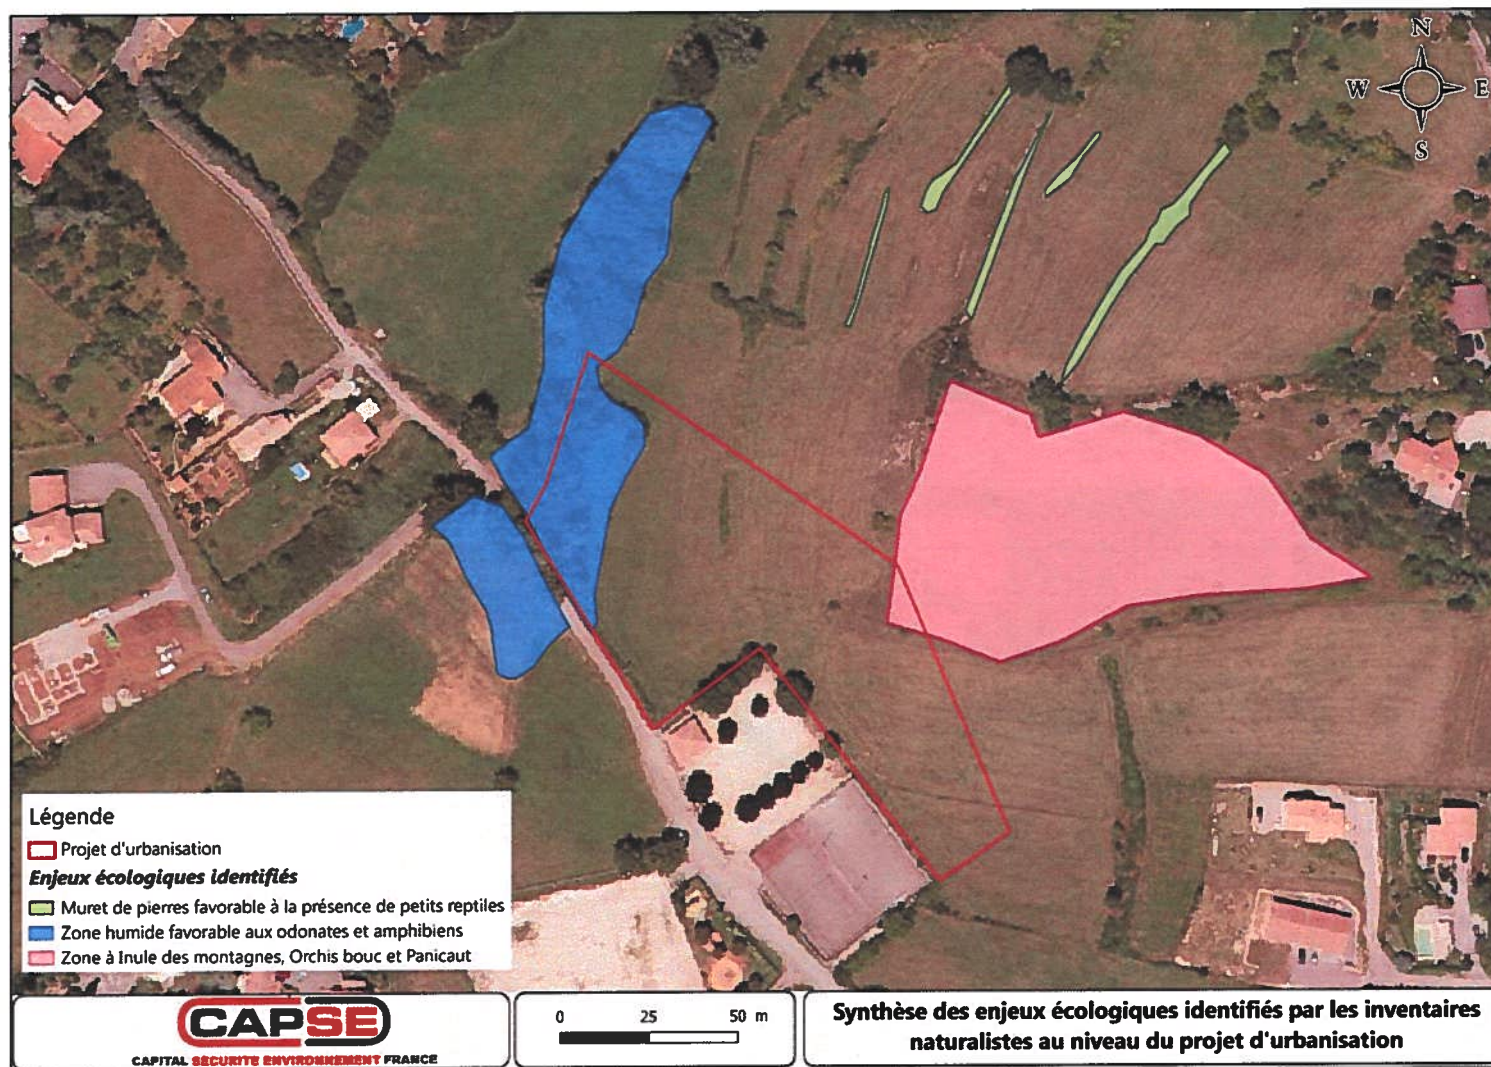 N
W E
S
Légende
Projet d'urbanisation
Enjeux écologiques identifiés
Muret de pierres favorable à la présence de petits reptiles
Zone humide favorable aux odonates et amphibiens
Zone à Inule des montagnes, Orchis bouc et Panicaut
CAPSE
CAPITAL SÉCURITÉ ENVIRONNEMENT FRANCE
0 25 50 m
Synthèse des enjeux écologiques identifiés par les inventaires
naturalistes au niveau du projet d'urbanisation